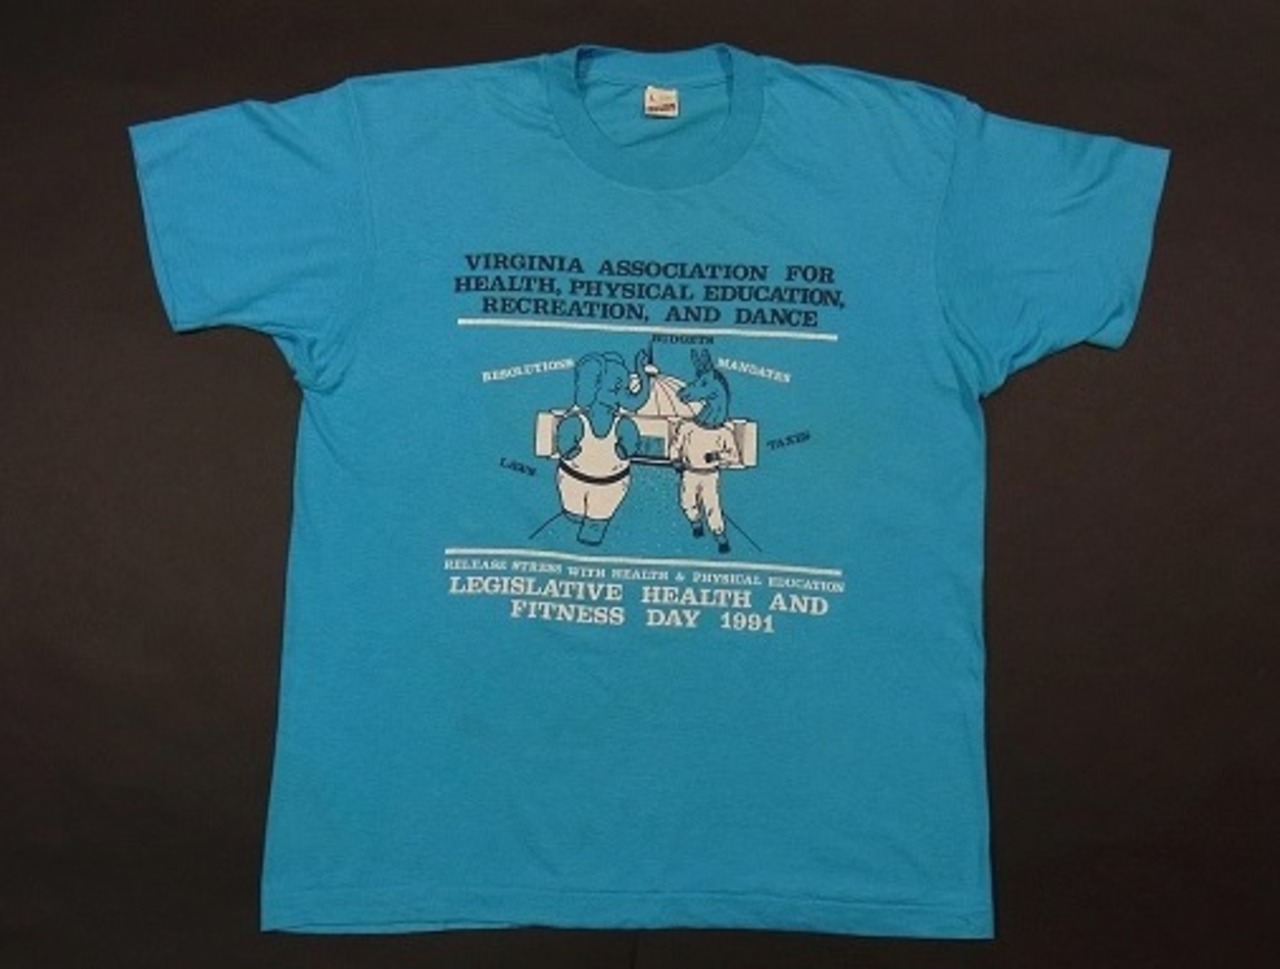 VIRGINIA ASSOCIATION FOR
HEALTH, PHYSICAL EDUCATION,
RECREATION, AND DANCE
BUDGETS
RESOLUTIONS
MANDATES
TAXES
LAWS
RELEASE STRESS WITH HEALTH & PHYSICAL EDUCATION
LEGISLATIVE HEALTH AND
FITNESS DAY 1991